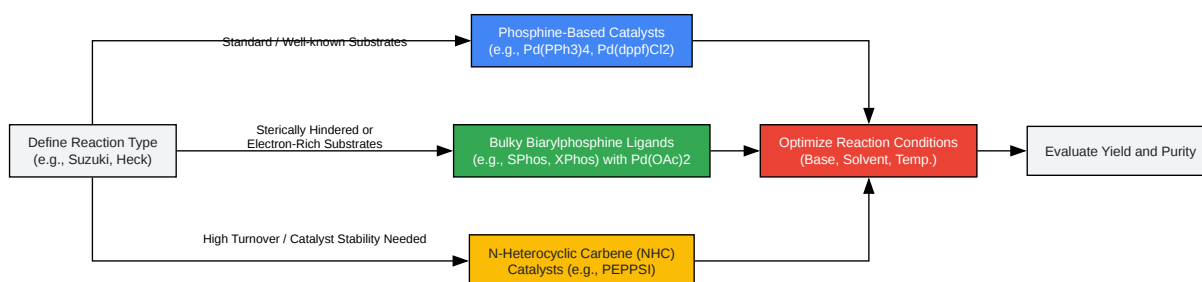 Standard / Well-known Substrates
Phosphine-Based Catalysts
(e.g., Pd(PPh3)4, Pd(dppf)Cl2)
Define Reaction Type
(e.g., Suzuki, Heck)
Sterically Hindered or
Electron-Rich Substrates
Bulky Biarylphosphine Ligands
(e.g., SPhos, XPhos) with Pd(OAc)2
Optimize Reaction Conditions
(Base, Solvent, Temp.)
Evaluate Yield and Purity
High Turnover / Catalyst Stability Needed
N-Heterocyclic Carbene (NHC)
Catalysts (e.g., PEPPSI)